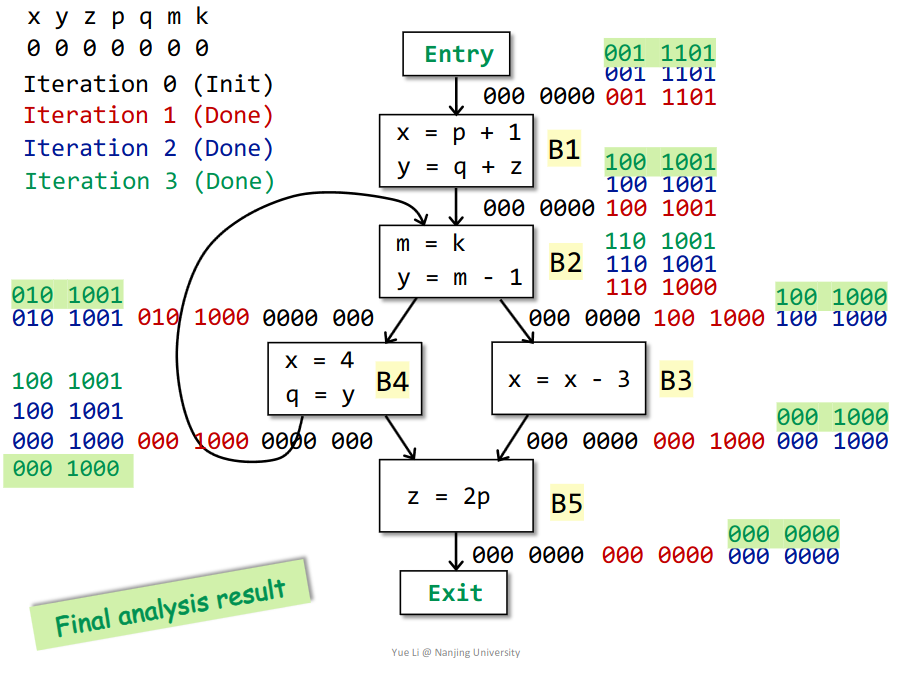 x y z p q m k
0 0 0 0 0 0 0
Iteration 0 (Init)
Iteration 1 (Done)
Iteration 2 (Done)
Iteration 3 (Done)
Entry
001 1101
001 1101
000 0000 001 1101
x = p + 1
y = q + z
B1
100 1001
100 1001
000 0000 100 1001
m = k
y = m - 1
B2
110 1001
110 1001
110 1000
010 1001
010 1001 010 1000 0000 000
100 1000
000 0000 100 1000 100 1000
x = 4
q = y
B4
x = x - 3
B3
100 1001
100 1001
000 1000 000 1000 0000 000
000 1000
000 1000
000 0000 000 1000 000 1000
z = 2p
B5
000 0000
000 0000 000 0000 000 0000
Exit
Final analysis result
Yue Li @ Nanjing University